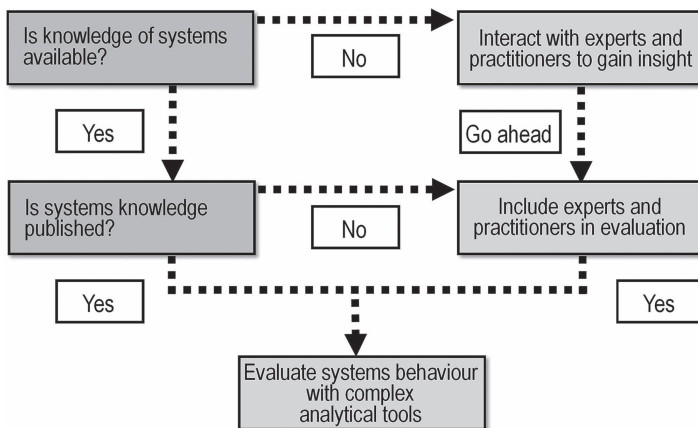 Is knowledge of systems
available?
No
Interact with experts and
practitioners to gain insight
Yes
Go ahead
Is systems knowledge
published?
No
Include experts and
practitioners in evaluation
Yes
Yes
Evaluate systems behaviour
with complex
analytical tools